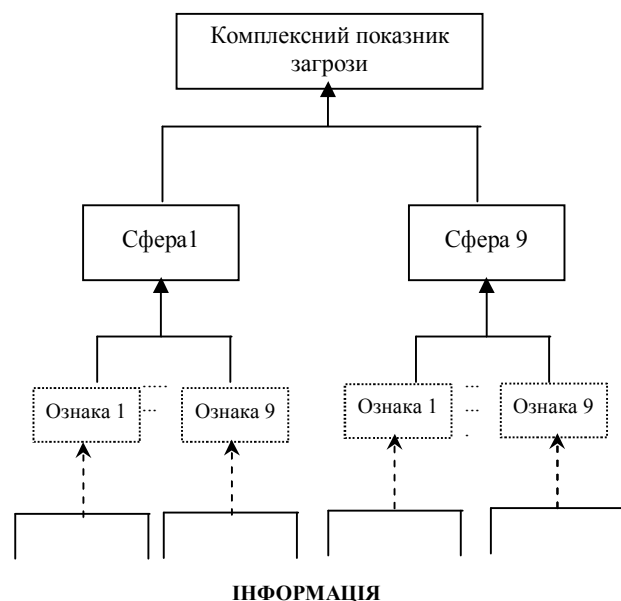 Комплексний показник
загрози
Сфера1
Сфера 9
Ознака 1
Ознака 9
Ознака 1
Ознака 9
ІНФОРМАЦІЯ